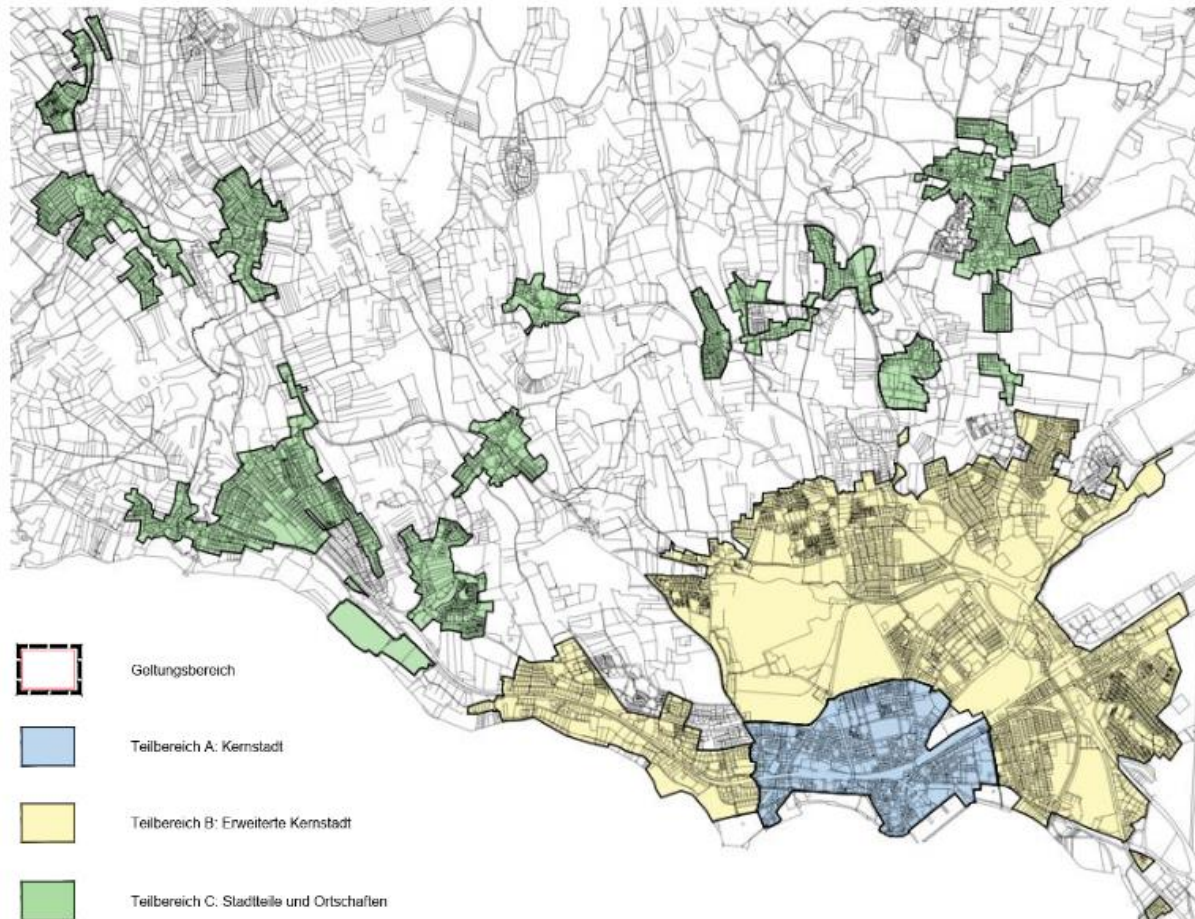 Geltungsbereich
Teilbereich A: Kernstadt
Teilbereich B: Erweiterte Kernstadt
Teilbereich C: Stadtteile und Ortschaften